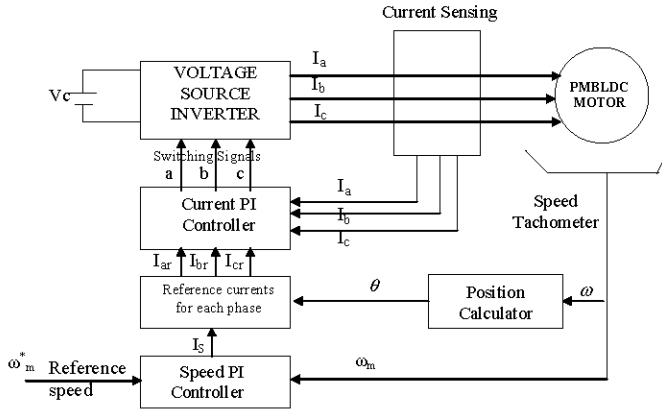 Current Sensing
VOLTAGE
SOURCE
INVERTER
Vc
Ia
Ib
Ic
PMBLDC
MOTOR
Switching Signals
a b c
Current PI
Controller
Ia
Ib
Ic
Speed
Tachometer
Iar Ibr Icr
Reference currents
for each phase
θ
Position
Calculator
ω
IS
ω*m Reference
speed
Speed PI
Controller
ωm